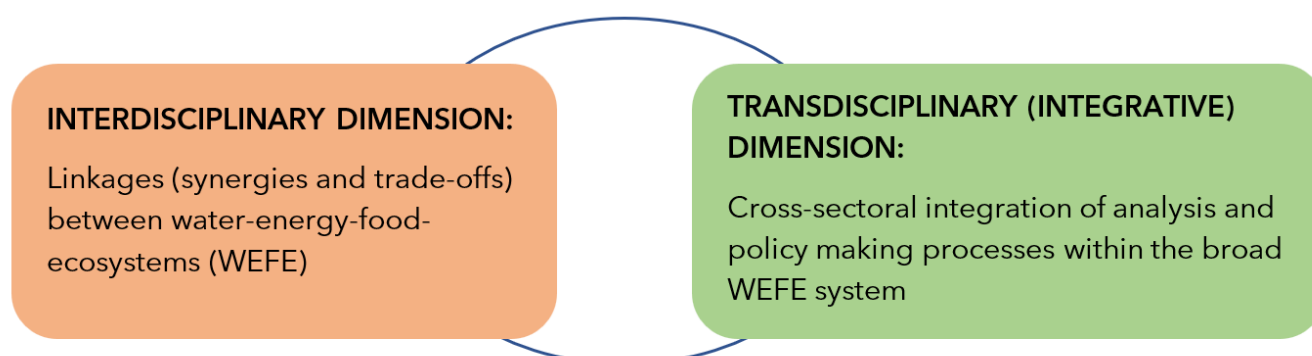 INTERDISCIPLINARY DIMENSION:
Linkages (synergies and trade-offs)
between water-energy-food-
ecosystems (WEFE)
TRANSDISCIPLINARY (INTEGRATIVE)
DIMENSION:
Cross-sectoral integration of analysis and
policy making processes within the broad
WEFE system